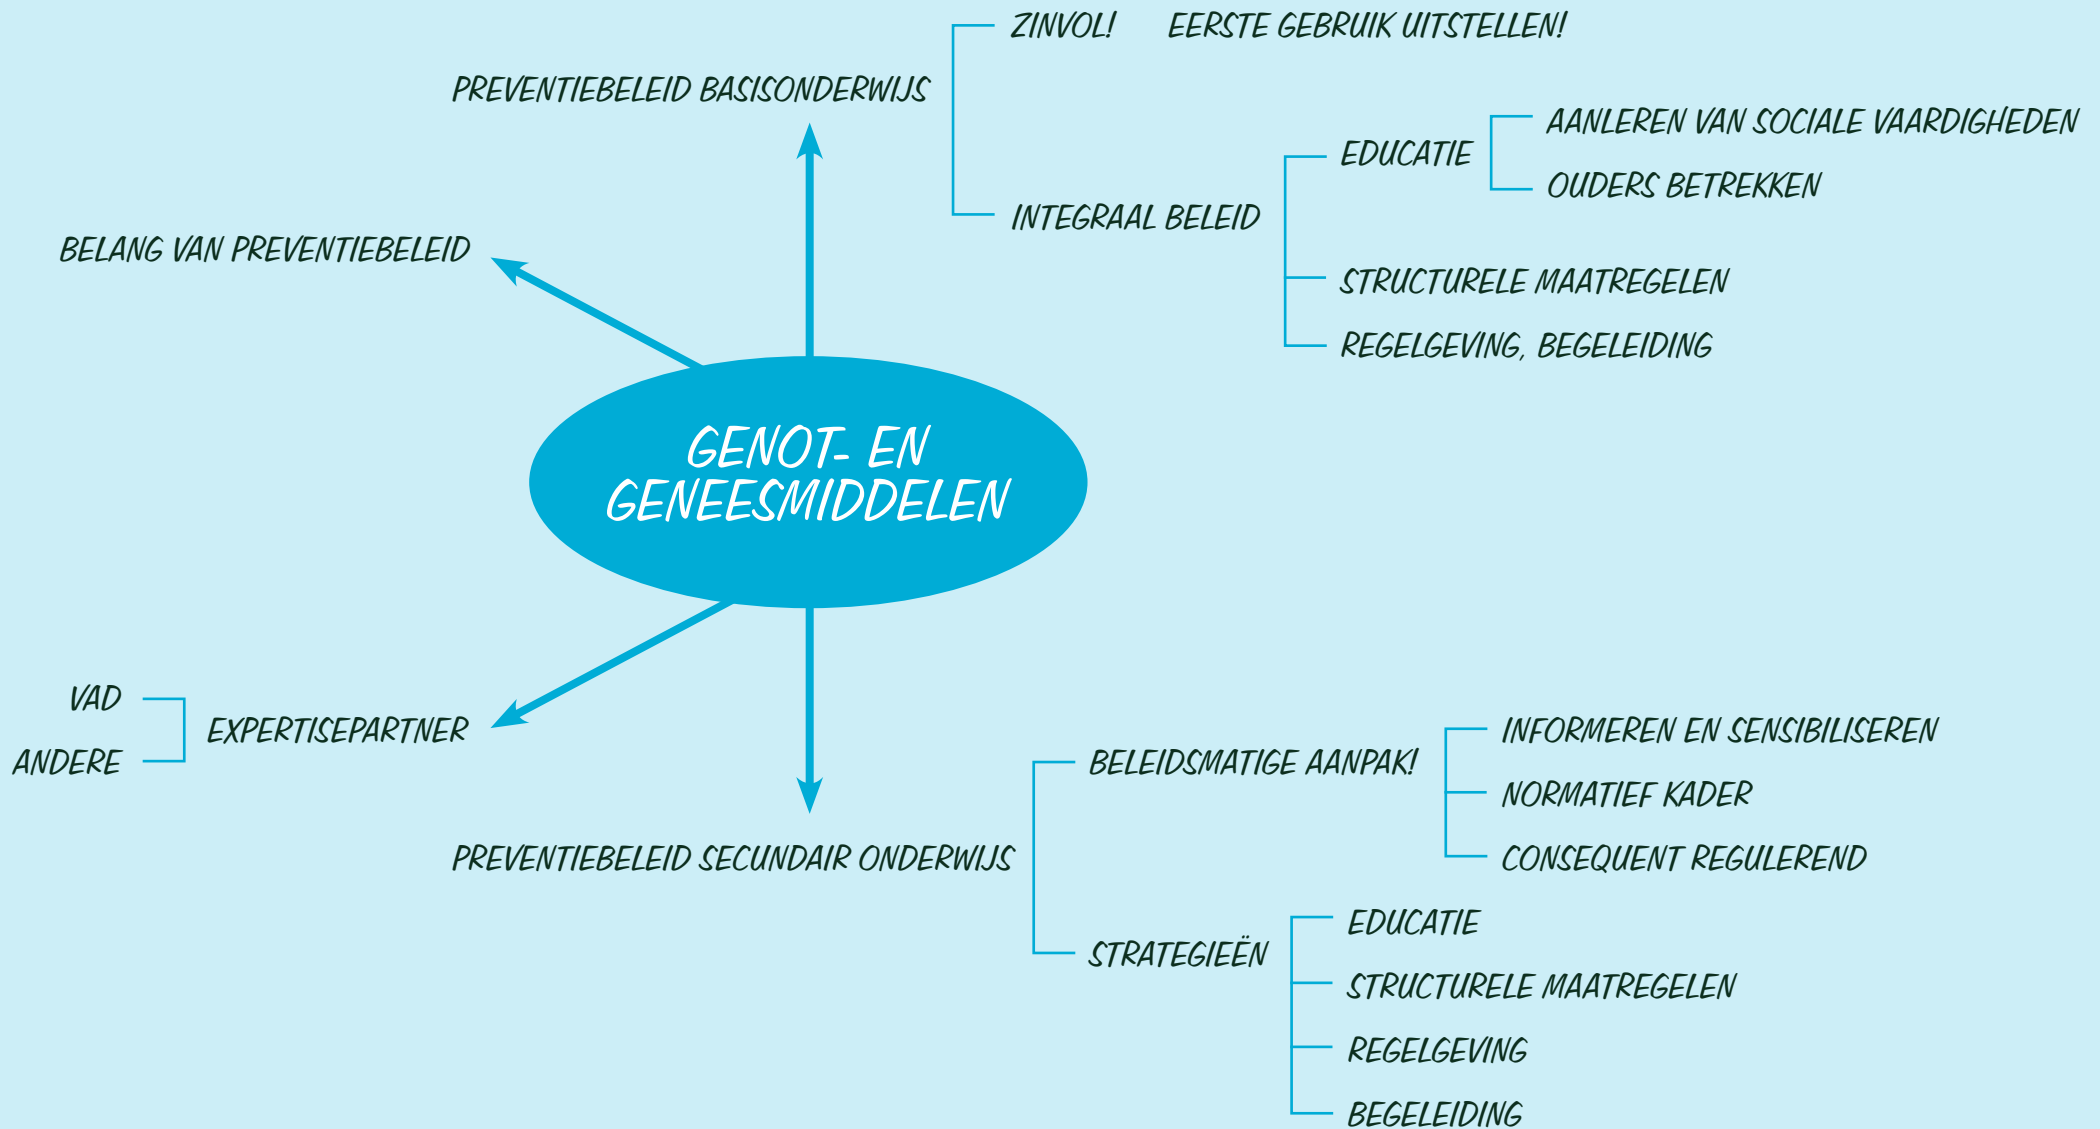 ZINVOL! EERSTE GEBRUIK UITSTELLEN!
PREVENTIEBELEID BASISONDERWIJS
AANLEREN VAN SOCIALE VAARDIGHEDEN
EDUCATIE
OUDERS BETREKKEN
INTEGRAAL BELEID
BELANG VAN PREVENTIEBELEID
STRUCTURELE MAATREGELEN
REGELGEVING, BEGELEIDING
GENOT- EN
GENEESMIDDELEN
VAD
EXPERTISEPARTNER
ANDERE
INFORMEREN EN SENSIBILISEREN
BELEIDSMATIGE AANPAK!
NORMATIEF KADER
PREVENTIEBELEID SECUNDAIR ONDERWIJS
CONSEQUENT REGULEREND
EDUCATIE
STRATEGIEËN
STRUCTURELE MAATREGELEN
REGELGEVING
BEGELEIDING